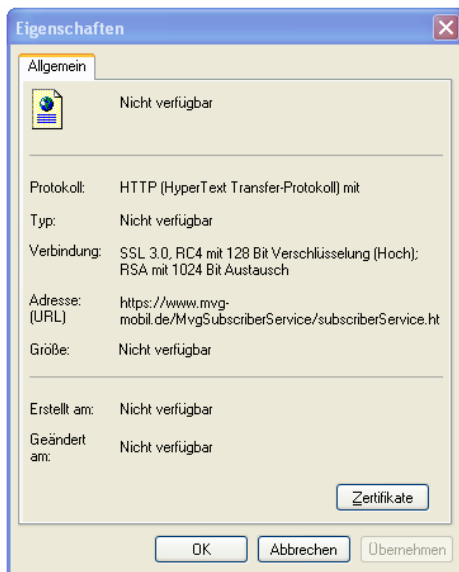 Eigenschaften
Allgemein
Nicht verfügbar
Protokoll: HTTP (HyperText Transfer-Protokoll) mit
Typ: Nicht verfügbar
Verbindung: SSL 3.0, RC4 mit 128 Bit Verschlüsselung (Hoch);
RSA mit 1024 Bit Austausch
Adresse: https://www.mvg-
(URL) mobil.de/MvgSubscriberService/subscriberService.ht
Größe: Nicht verfügbar
Erstellt am: Nicht verfügbar
Geändert Nicht verfügbar
am:
Zertifikate
OK Abbrechen Übernehmen